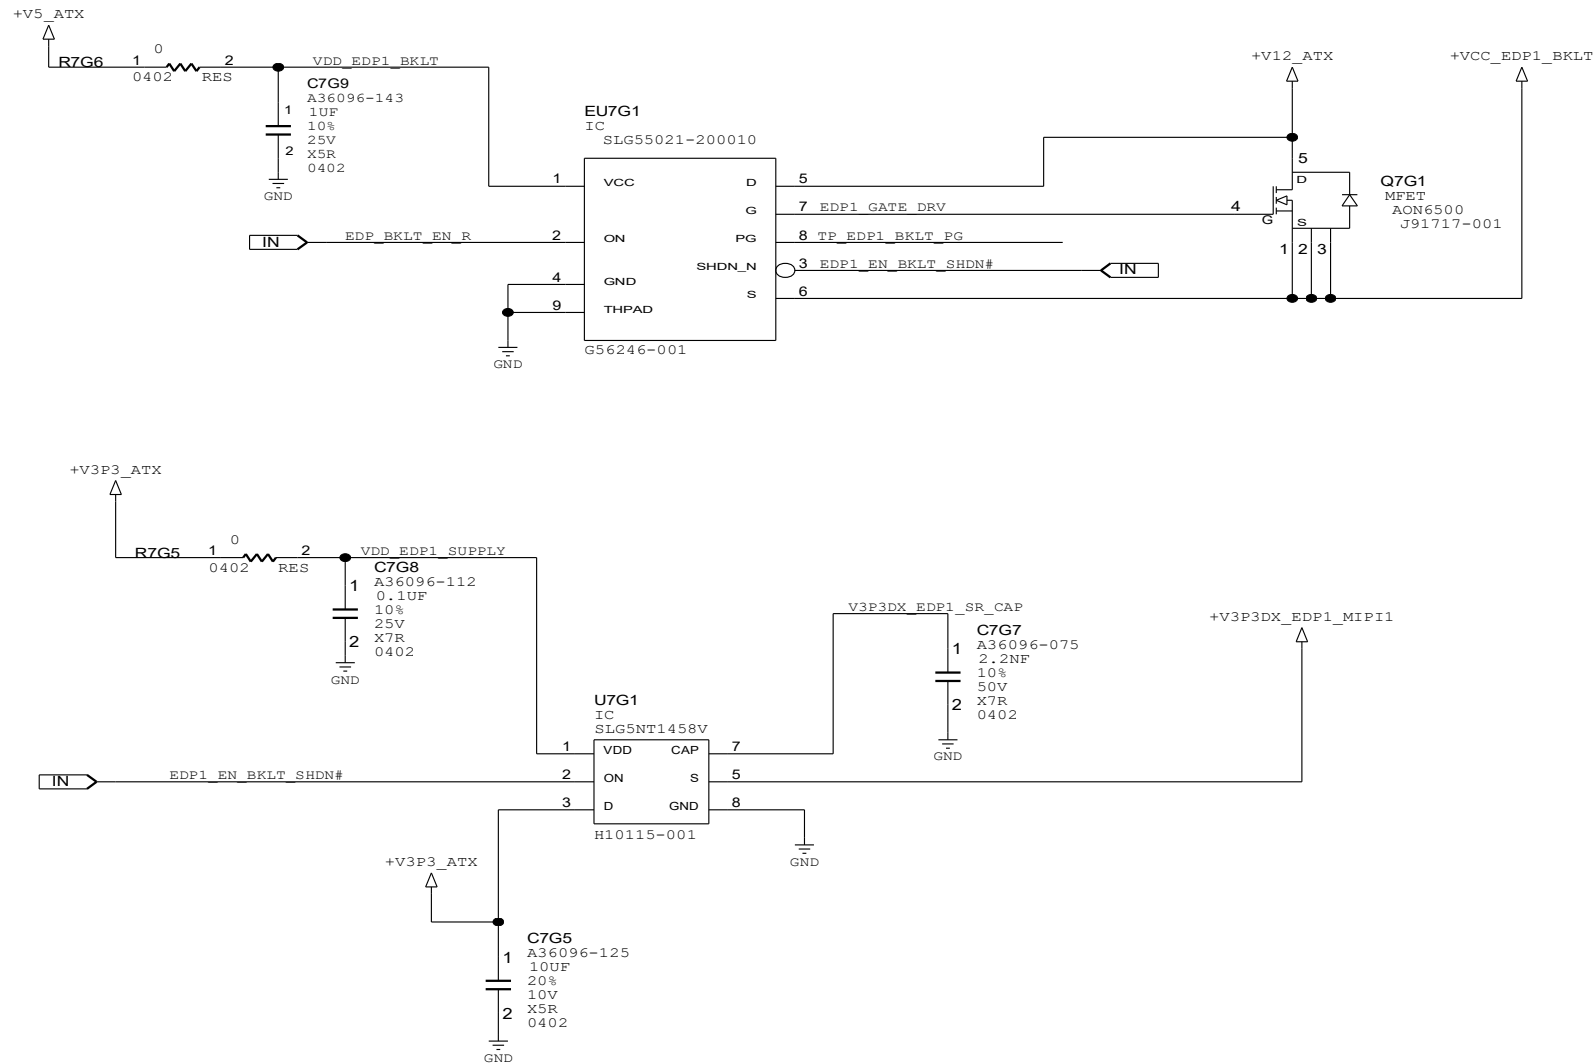 +V5_ATX
R7G6 1 0 2
0402 RES
VDD_EDP1_BKLT
C7G9
A36096-143
1 1UF
10%
25V
2 X5R
0402
GND
EU7G1
IC
SLG55021-200010
1 VCC D 5
G 7 EDP1_GATE_DRV 4
IN EDP_BKLT_EN_R 2 ON PG 8 TP_EDP1_BKLT_PG
SHDN_N 3 EDP1_EN_BKLT_SHDN# IN
4 GND
S 6
9 THPAD
G56246-001
GND
+V12_ATX
+VCC_EDP1_BKLT
5
D
G
S
1 2 3
Q7G1
MFET
AON6500
J91717-001
+V3P3_ATX
R7G5 1 0 2
0402 RES
VDD_EDP1_SUPPLY
C7G8
1 A36096-112
0.1UF
10%
25V
2 X7R
0402
GND
V3P3DX_EDP1_SR_CAP
C7G7
1 A36096-075
2.2NF
10%
50V
2 X7R
0402
GND
+V3P3DX_EDP1_MIPI1
U7G1
IC
SLG5NT1458V
1 VDD CAP 7
IN EDP1_EN_BKLT_SHDN# 2 ON S 5
3 D GND 8
H10115-001
GND
+V3P3_ATX
C7G5
1 A36096-125
10UF
20%
10V
2 X5R
0402
GND